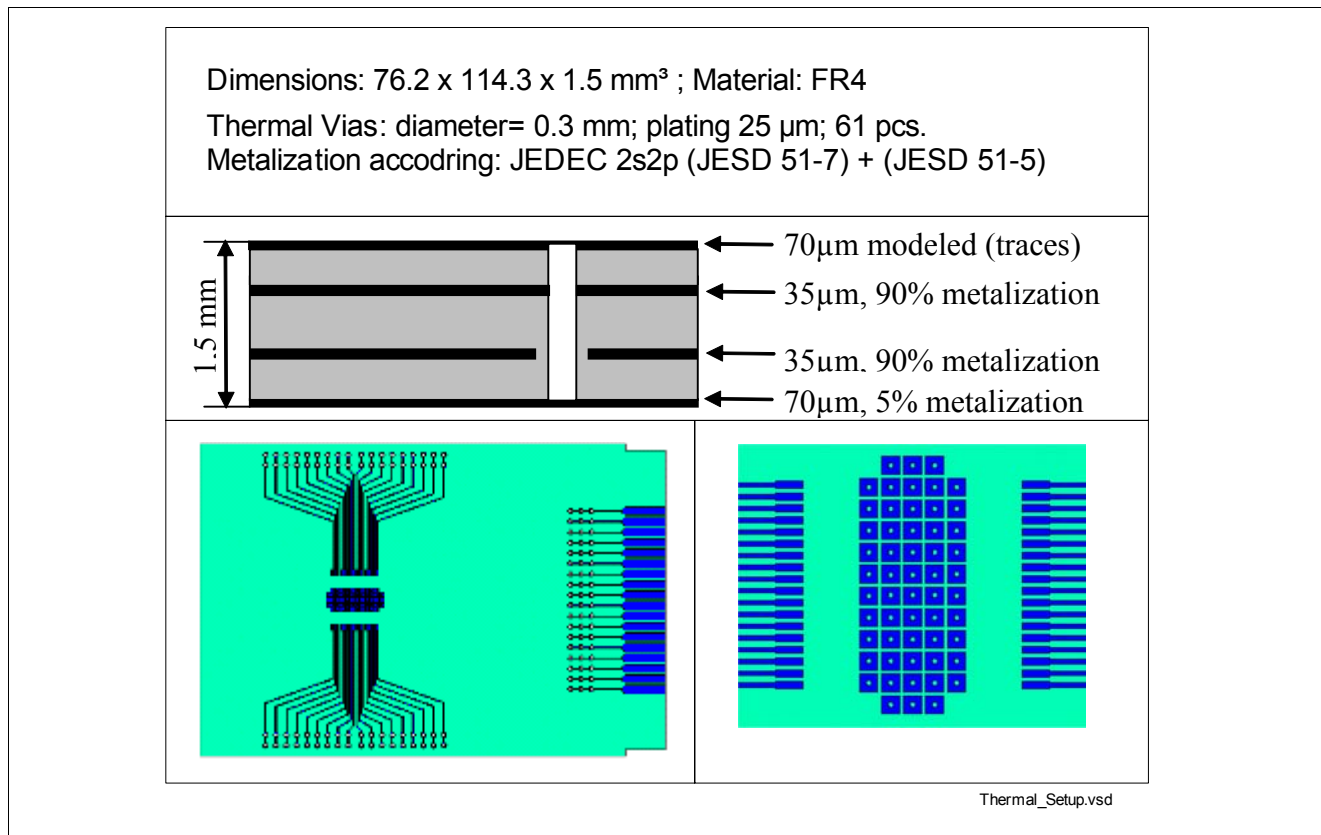 Dimensions: 76.2 x 114.3 x 1.5 mm³ ; Material: FR4
Thermal Vias: diameter= 0.3 mm; plating 25 µm; 61 pcs.
Metalization accodring: JEDEC 2s2p (JESD 51-7) + (JESD 51-5)
1.5 mm
70µm modeled (traces)
35µm, 90% metalization
35µm, 90% metalization
70µm, 5% metalization
Thermal_Setup.vsd